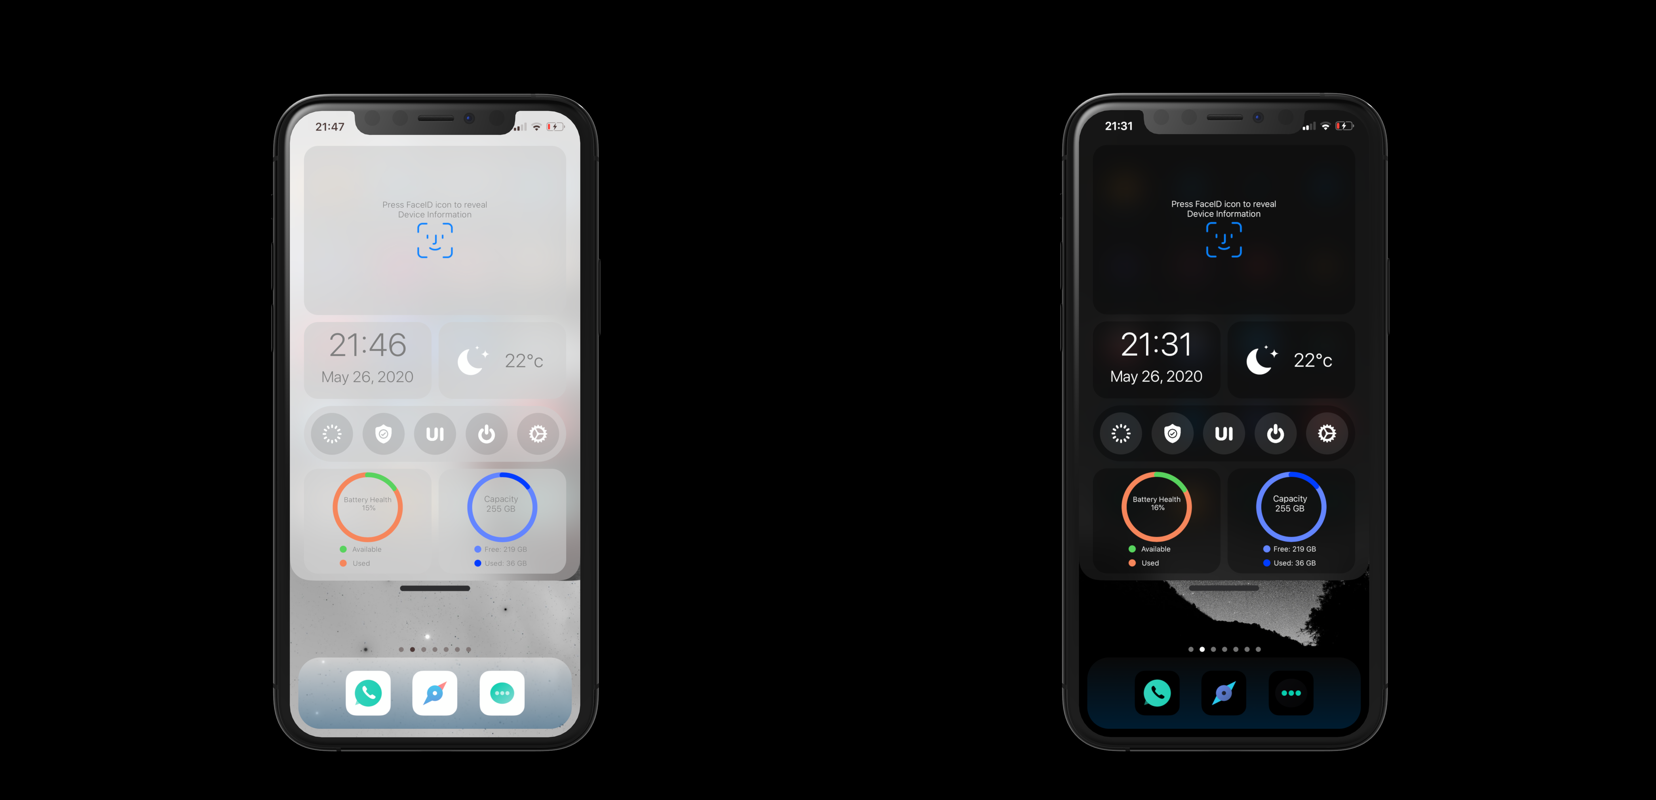 21:47
Press FaceID icon to reveal
Device Information
21:46
May 26, 2020
22°c
UI
Battery Health
15%
Available
Used
Capacity
255 GB
Free: 219 GB
Used: 36 GB
21:31
Press FaceID icon to reveal
Device Information
21:31
May 26, 2020
22°c
UI
Battery Health
16%
Available
Used
Capacity
255 GB
Free: 219 GB
Used: 36 GB